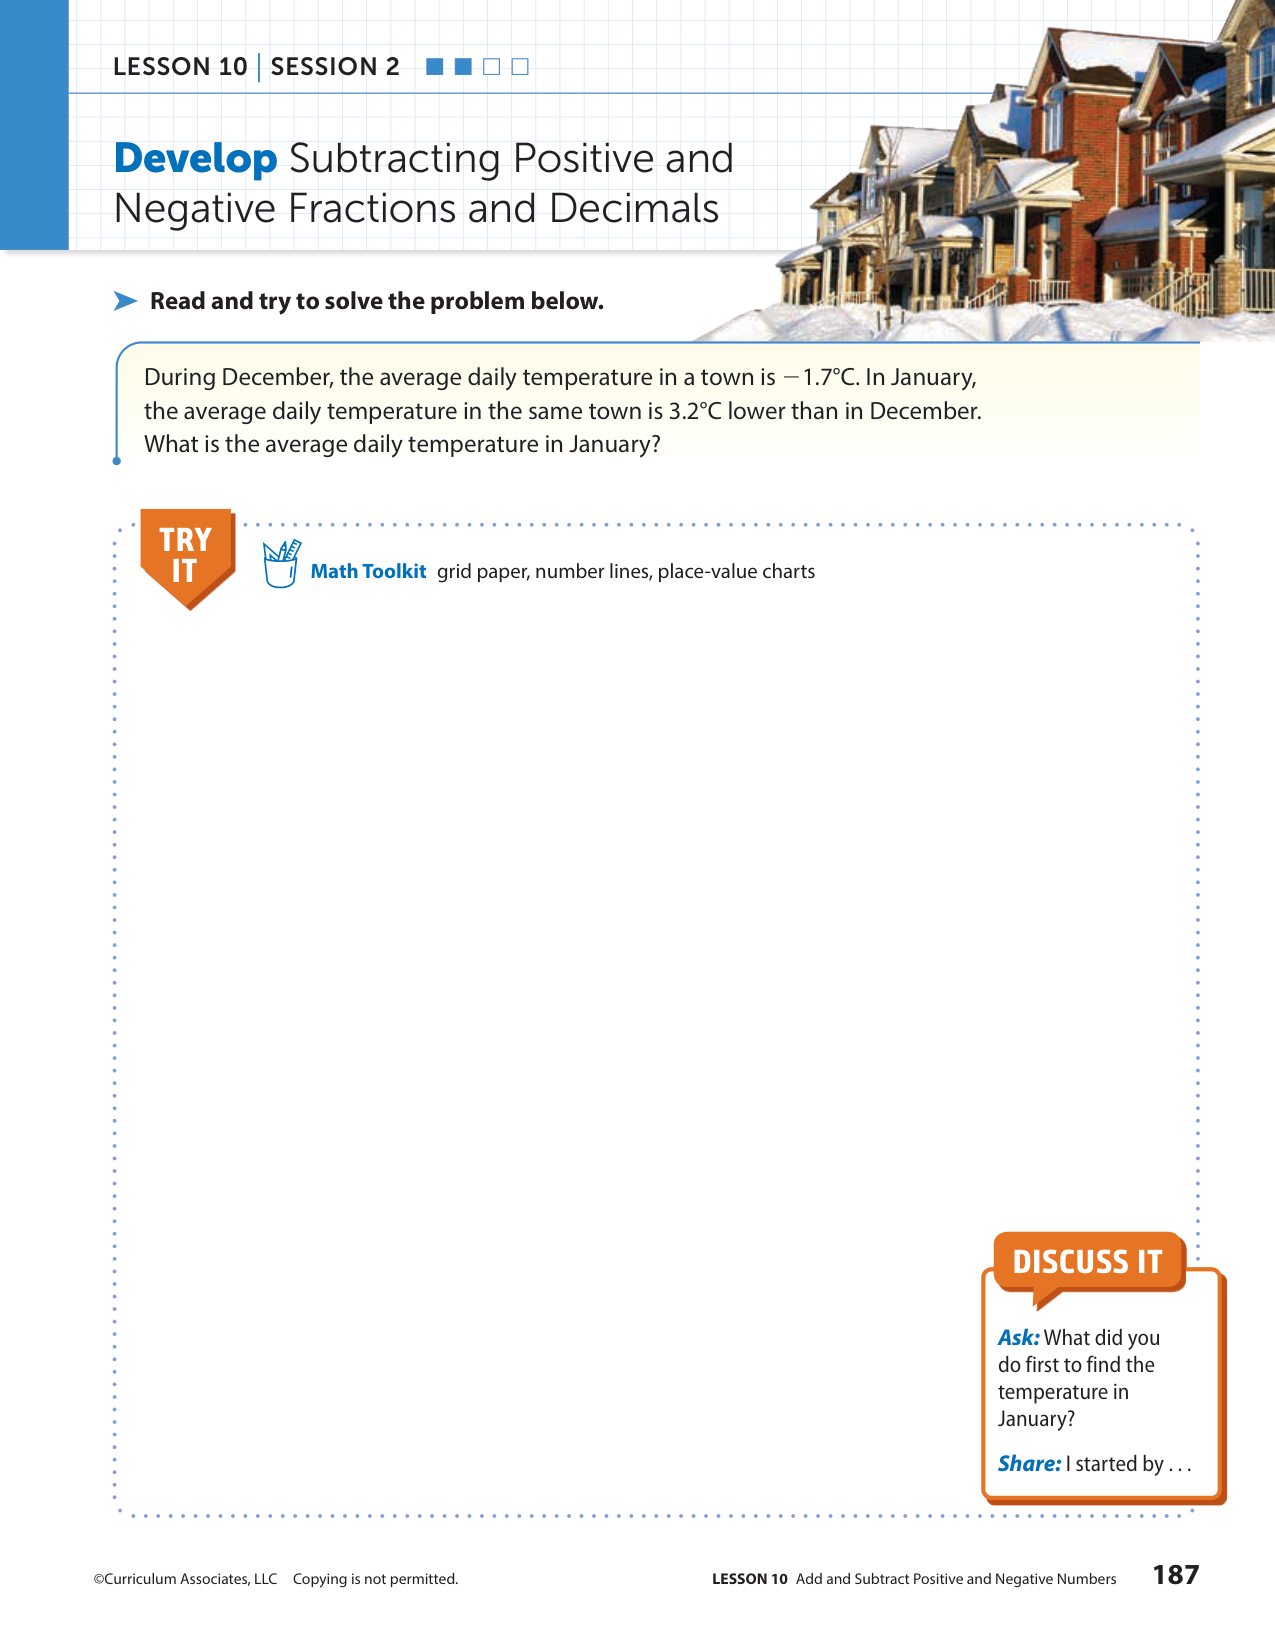 LESSON 10 | SESSION 2
Develop Subtracting Positive and
Negative Fractions and Decimals
Read and try to solve the problem below.
During December, the average daily temperature in a town is −1.7°C. In January,
the average daily temperature in the same town is 3.2°C lower than in December.
What is the average daily temperature in January?
TRY
IT
Math Toolkit grid paper, number lines, place-value charts
DISCUSS IT
Ask: What did you
do first to find the
temperature in
January?
Share: I started by . . .
©Curriculum Associates, LLC Copying is not permitted.
LESSON 10 Add and Subtract Positive and Negative Numbers 187